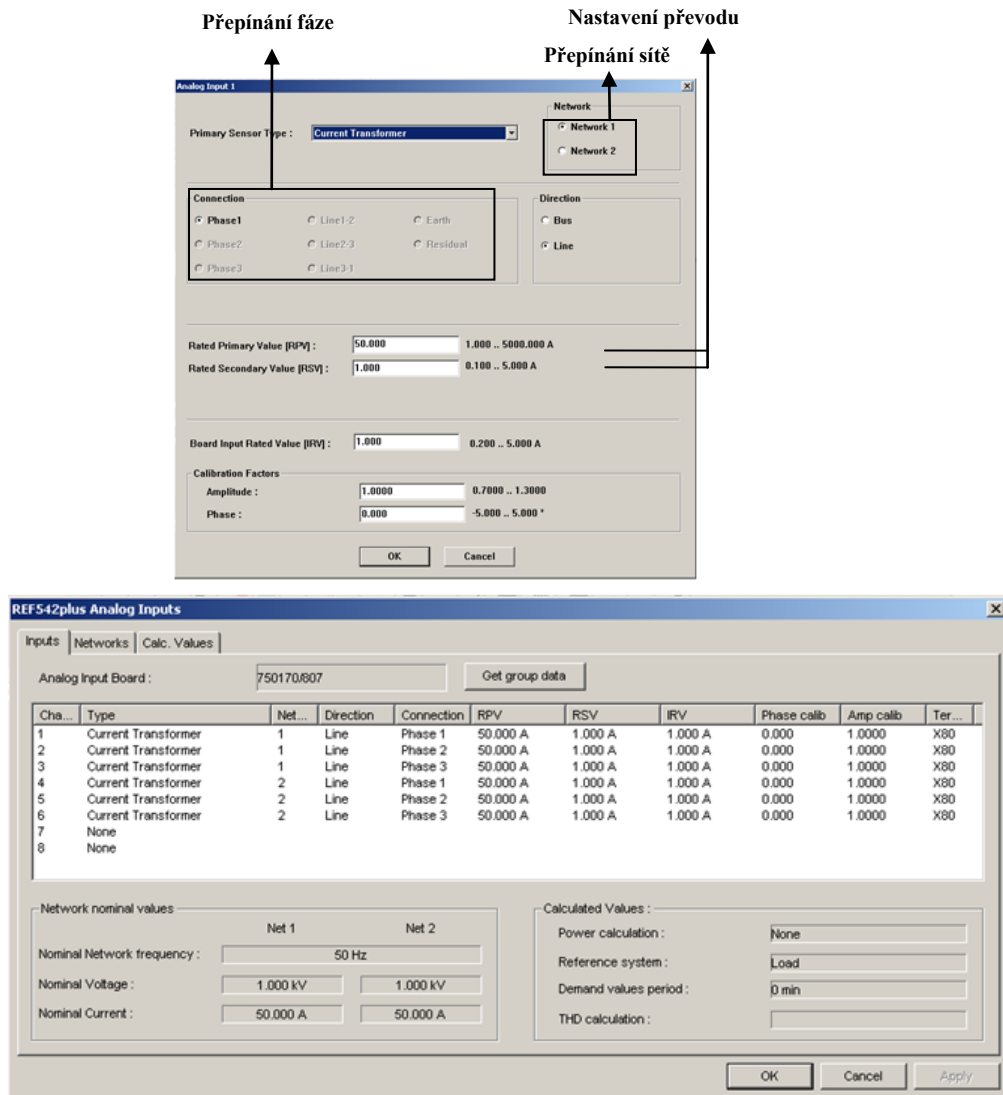 Přepínání fáze
Nastavení převodu
Přepínání sítě
Analog Input 1
Primary Sensor Type : Current Transformer
Network
Network 1
Network 2
Connection
Phase1 Line1-2 Earth
Phase2 Line2-3 Residual
Phase3 Line3-1
Direction
Bus
Line
Rated Primary Value [RPV] : 50.000 1.000 .. 5000.000 A
Rated Secondary Value [RSV] : 1.000 0.100 .. 5.000 A
Board Input Rated Value [IRV] : 1.000 0.200 .. 5.000 A
Calibration Factors
Amplitude : 1.0000 0.7000 .. 1.3000
Phase : 0.000 -5.000 .. 5.000 °
OK Cancel
REF542plus Analog Inputs
Inputs Networks Calc. Values
Analog Input Board : 750170/807 Get group data
Cha... Type Net... Direction Connection RPV RSV IRV Phase calib Amp calib Ter...
1 Current Transformer 1 Line Phase 1 50.000 A 1.000 A 1.000 A 0.000 1.0000 X80
2 Current Transformer 1 Line Phase 2 50.000 A 1.000 A 1.000 A 0.000 1.0000 X80
3 Current Transformer 1 Line Phase 3 50.000 A 1.000 A 1.000 A 0.000 1.0000 X80
4 Current Transformer 2 Line Phase 1 50.000 A 1.000 A 1.000 A 0.000 1.0000 X80
5 Current Transformer 2 Line Phase 2 50.000 A 1.000 A 1.000 A 0.000 1.0000 X80
6 Current Transformer 2 Line Phase 3 50.000 A 1.000 A 1.000 A 0.000 1.0000 X80
7 None
8 None
Network nominal values
Net 1 Net 2
Nominal Network frequency : 50 Hz
Nominal Voltage : 1.000 kV 1.000 kV
Nominal Current : 50.000 A 50.000 A
Calculated Values :
Power calculation : None
Reference system : Load
Demand values period : 0 min
THD calculation :
OK Cancel Apply